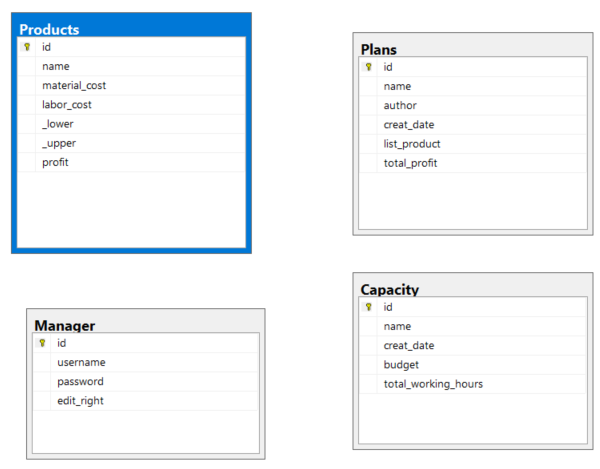 Products
id
name
material_cost
labor_cost
_lower
_upper
profit
Plans
id
name
author
creat_date
list_product
total_profit
Manager
id
username
password
edit_right
Capacity
id
name
creat_date
budget
total_working_hours